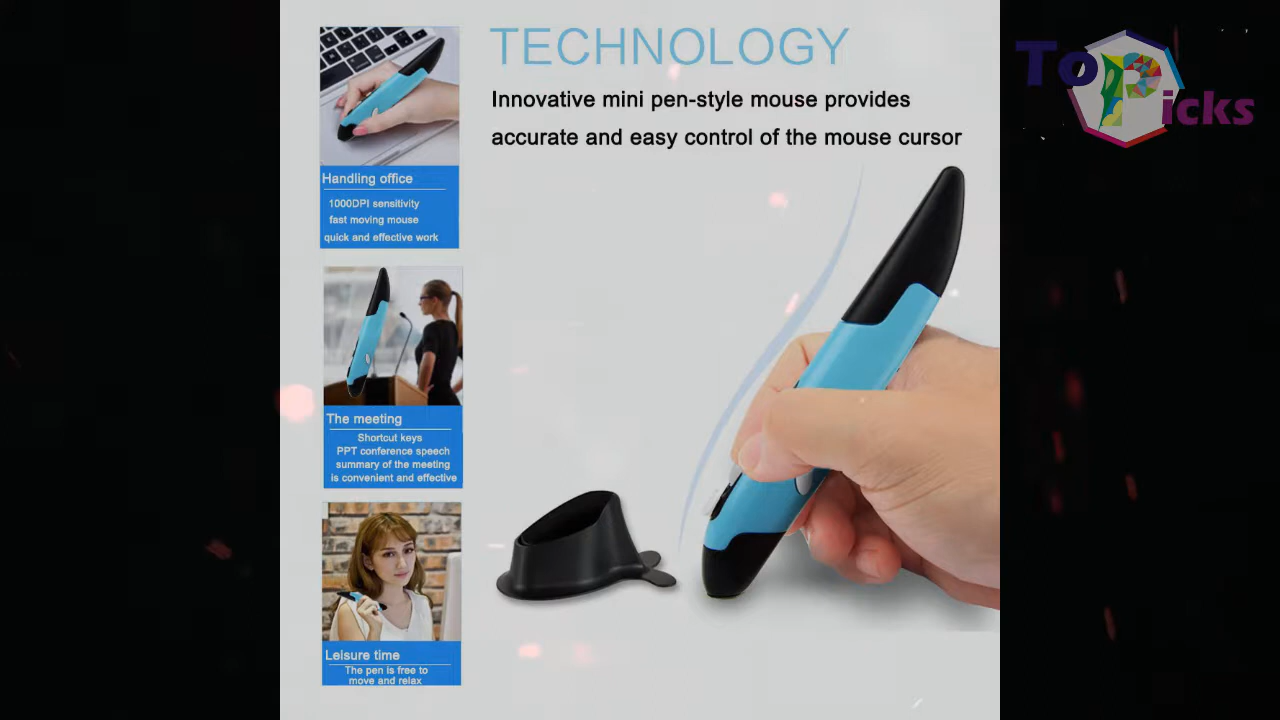 TECHNOLOGY
Innovative mini pen-style mouse provides
accurate and easy control of the mouse cursor
Handling office
1000DPI sensitivity
fast moving mouse
quick and effective work
The meeting
Shortcut keys
PPT conference speech
summary of the meeting
is convenient and effective
Leisure time
The pen is free to
move and relax
ToPicks